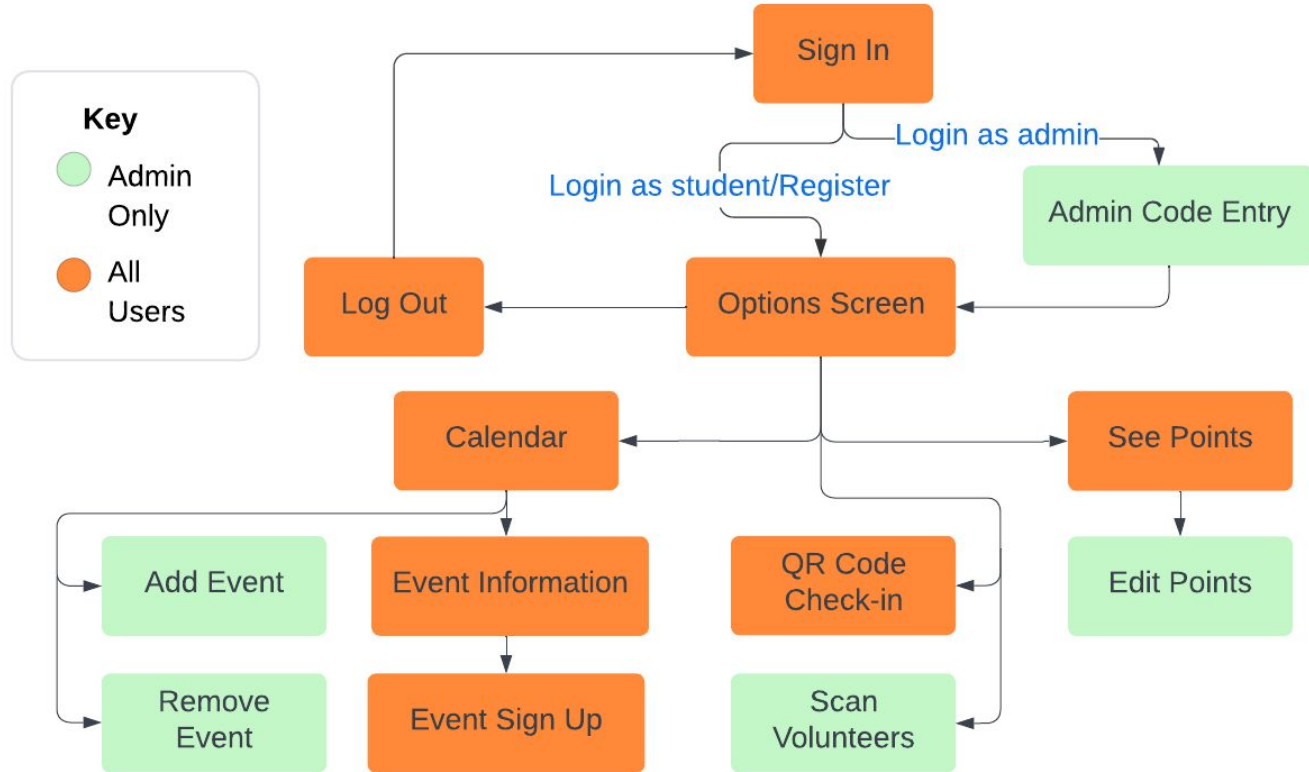 Sign In
Key
Admin
Only
All
Users
Login as admin
Login as student/Register
Admin Code Entry
Log Out
Options Screen
Calendar
See Points
Add Event
Event Information
QR Code
Check-in
Edit Points
Remove
Event
Event Sign Up
Scan
Volunteers